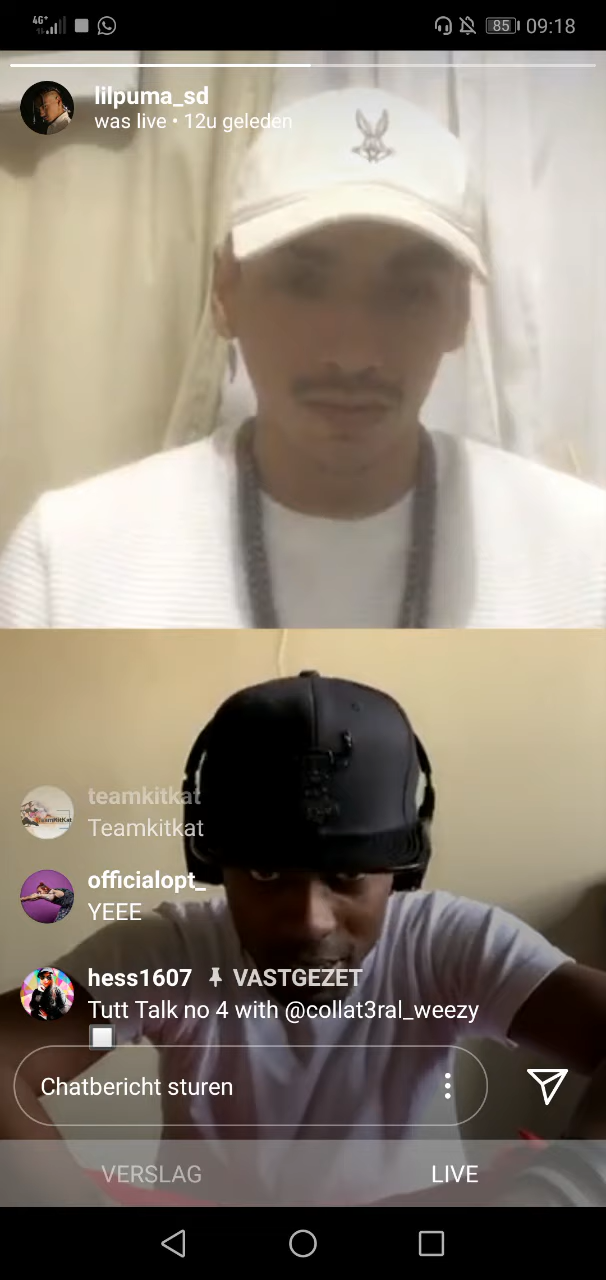 4G+
85
09:18
lilpuma_sd
was live • 12u geleden
teamkitkat
Teamkitkat
officialopt_
YEEE
hess1607 VASTGEZET
Tutt Talk no 4 with @collat3ral_weezy
Chatbericht sturen
VERSLAG LIVE